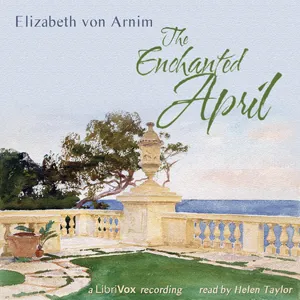 Elizabeth von Arnim
The
Enchanted
April
a LibriVox recording
read by Helen Taylor